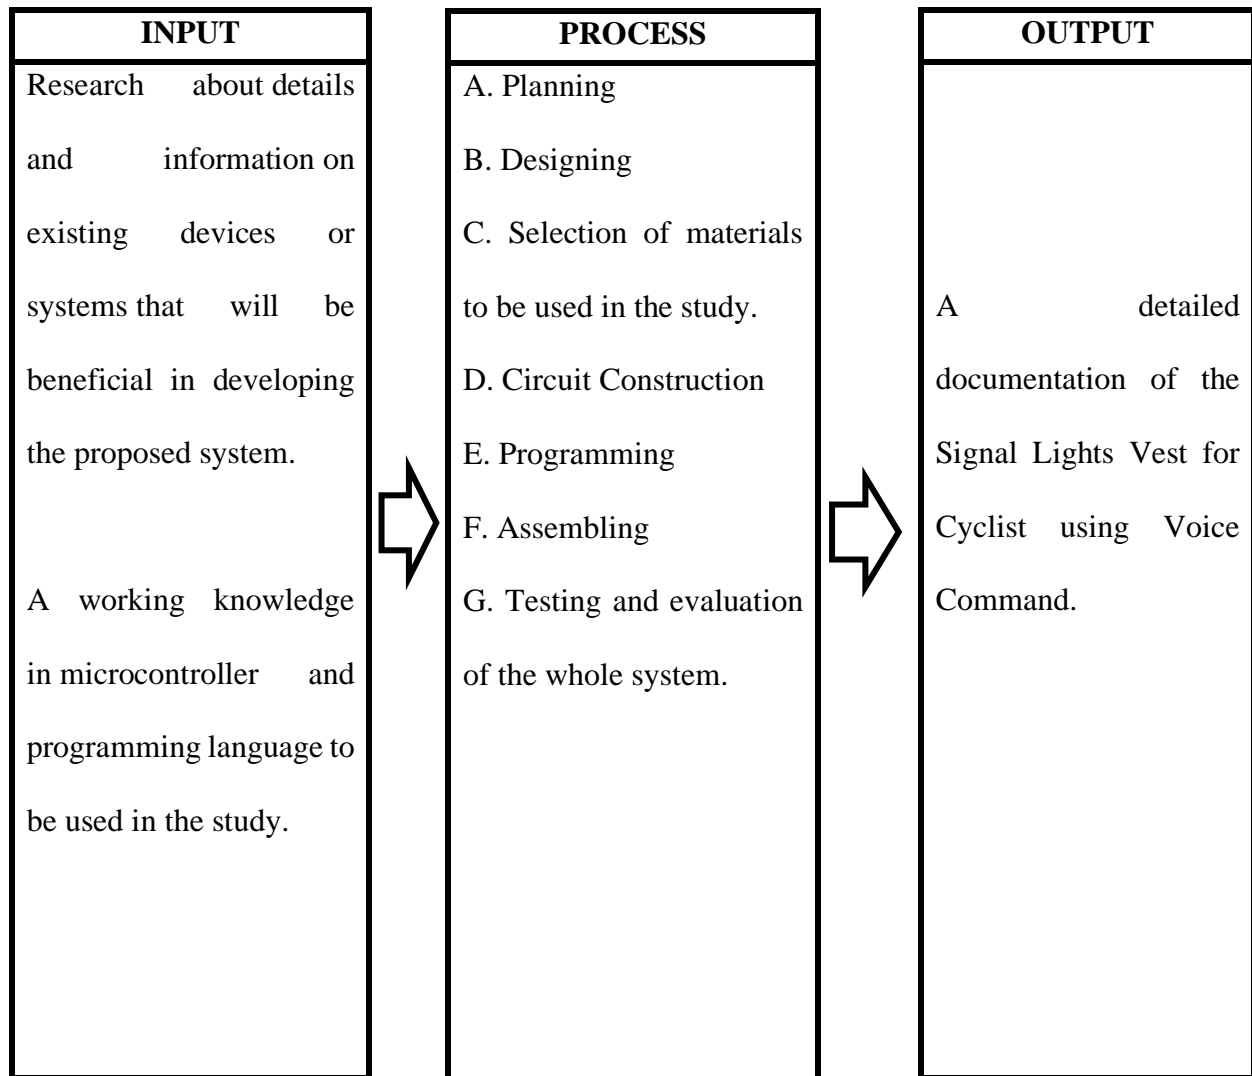 INPUT
Research about details
and information on
existing devices or
systems that will be
beneficial in developing
the proposed system.
A working knowledge
in microcontroller and
programming language to
be used in the study.
PROCESS
A. Planning
B. Designing
C. Selection of materials
to be used in the study.
D. Circuit Construction
E. Programming
F. Assembling
G. Testing and evaluation
of the whole system.
OUTPUT
A detailed
documentation of the
Signal Lights Vest for
Cyclist using Voice
Command.